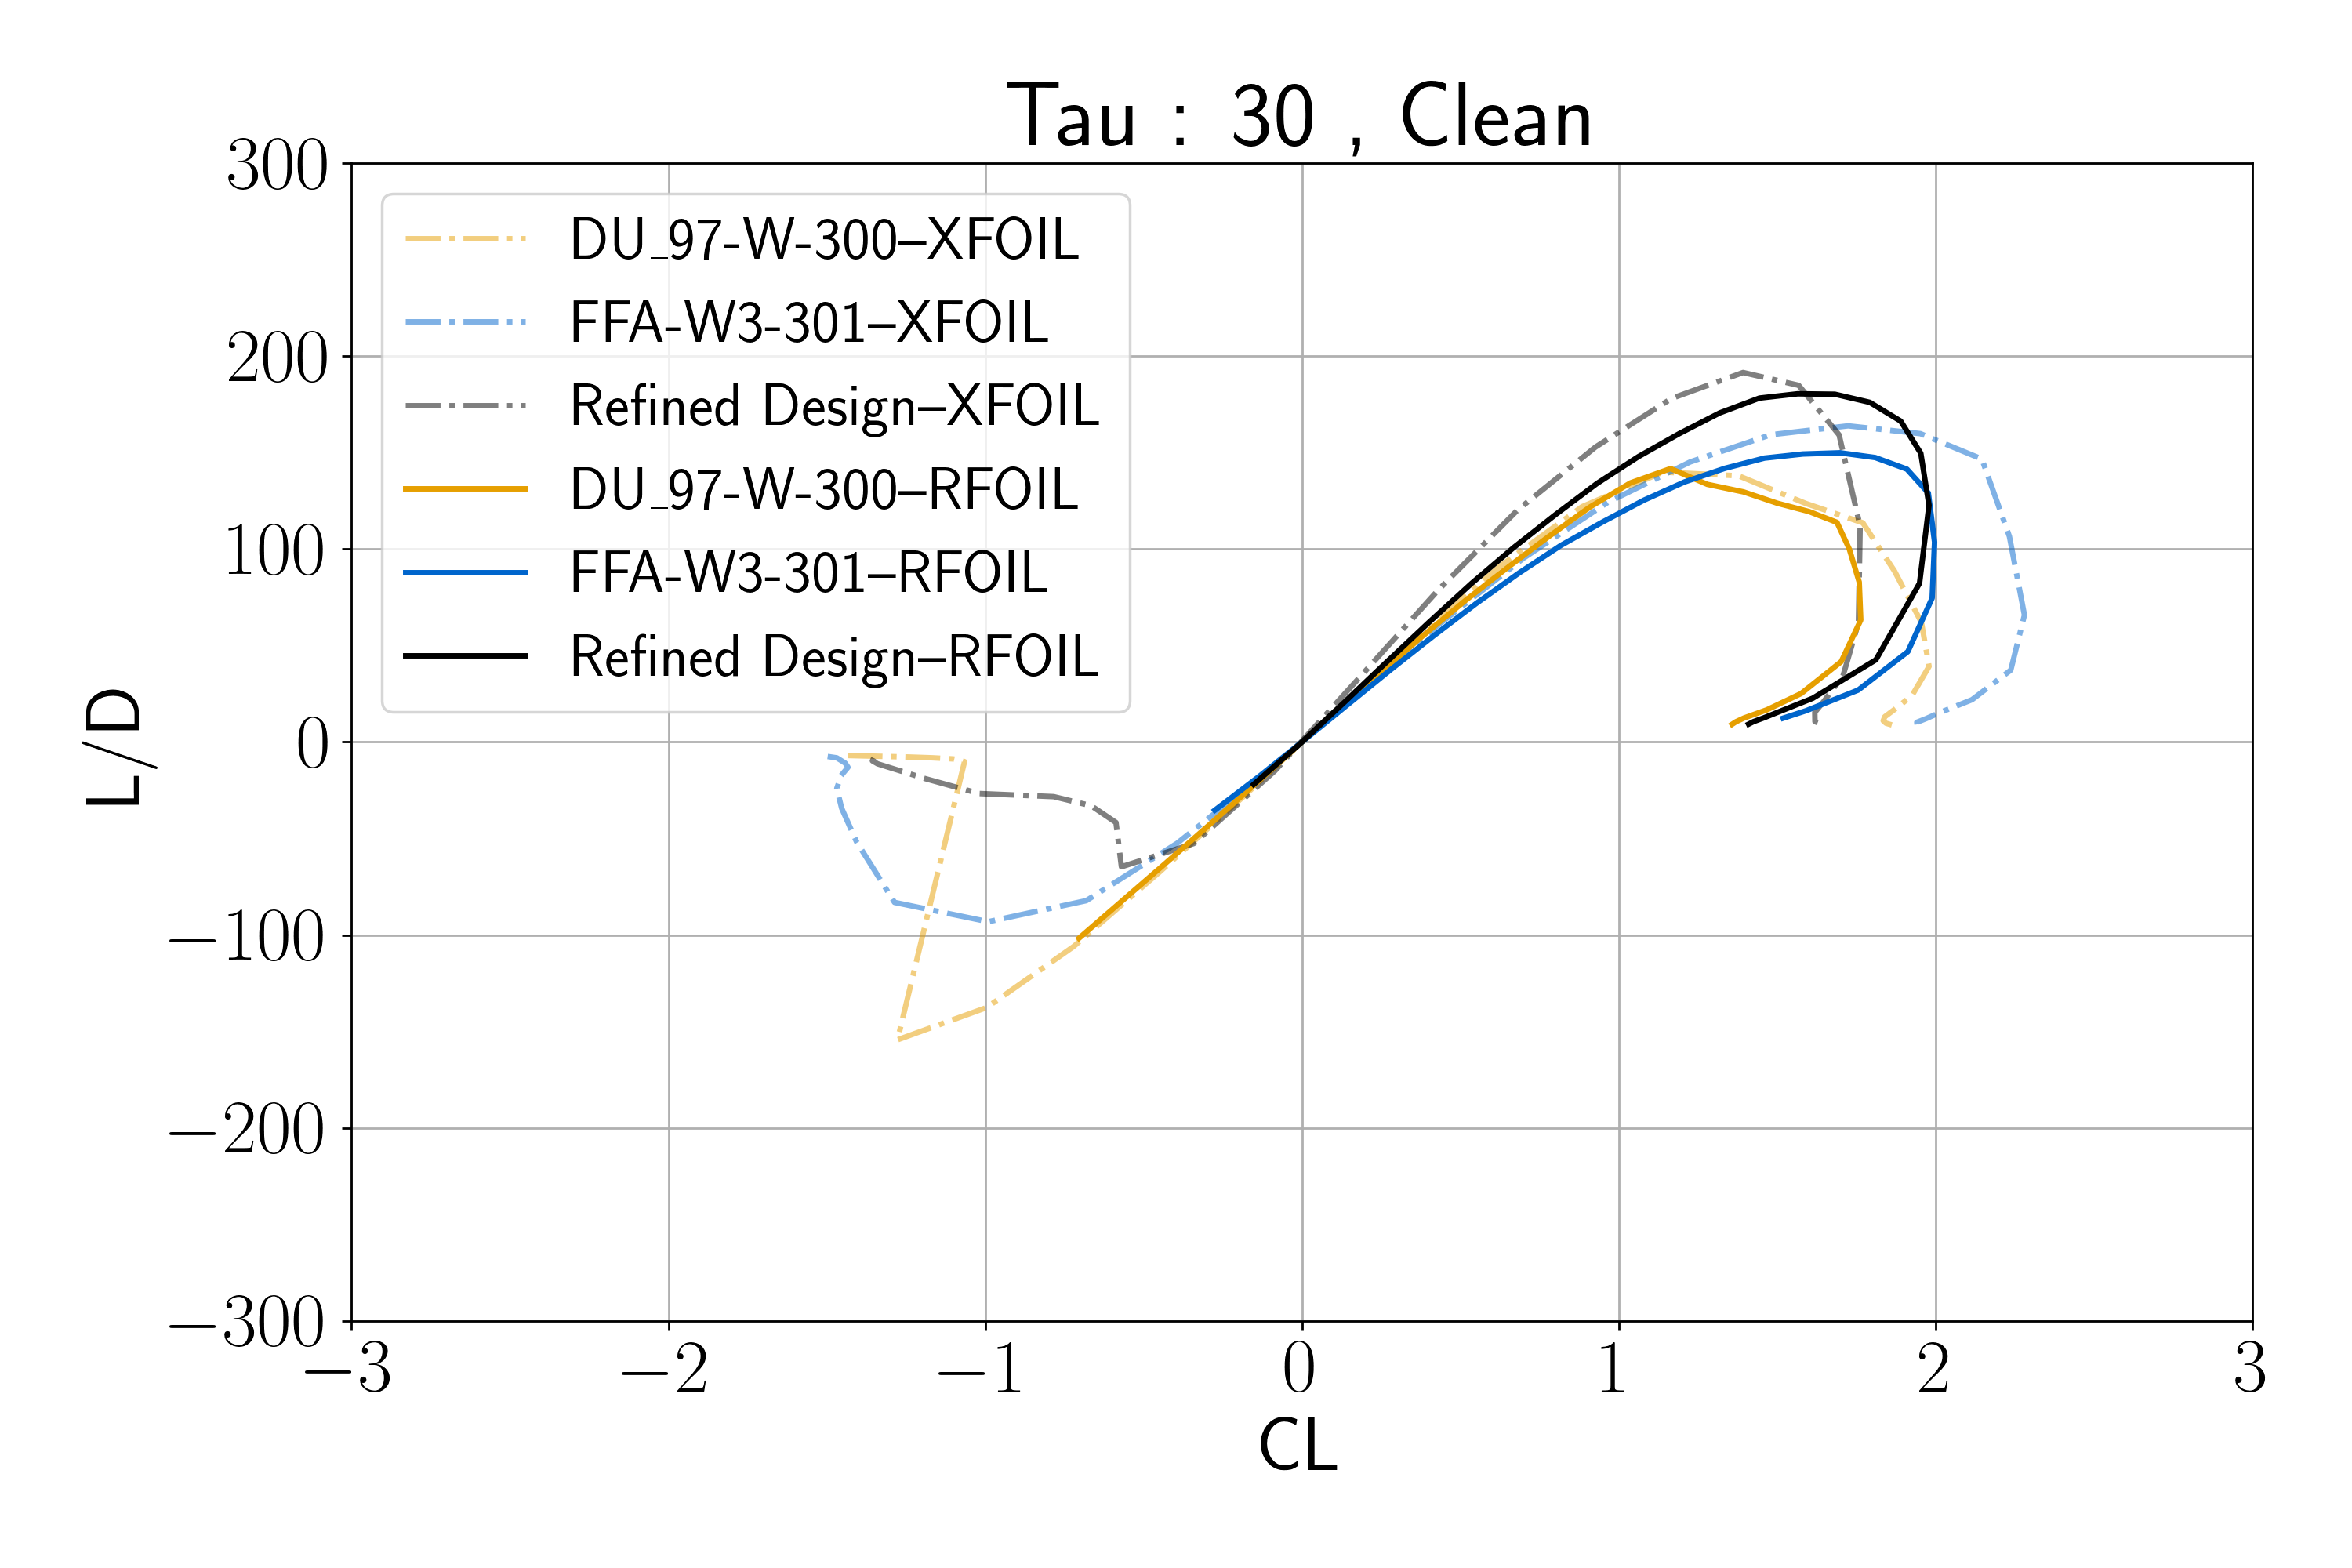 Tau : 30 , Clean
300
200
100
0
−100
−200
−300
L/D
DU_97-W-300–XFOIL
FFA-W3-301–XFOIL
Refined Design–XFOIL
DU_97-W-300–RFOIL
FFA-W3-301–RFOIL
Refined Design–RFOIL
−3 −2 −1 0 1 2 3
CL